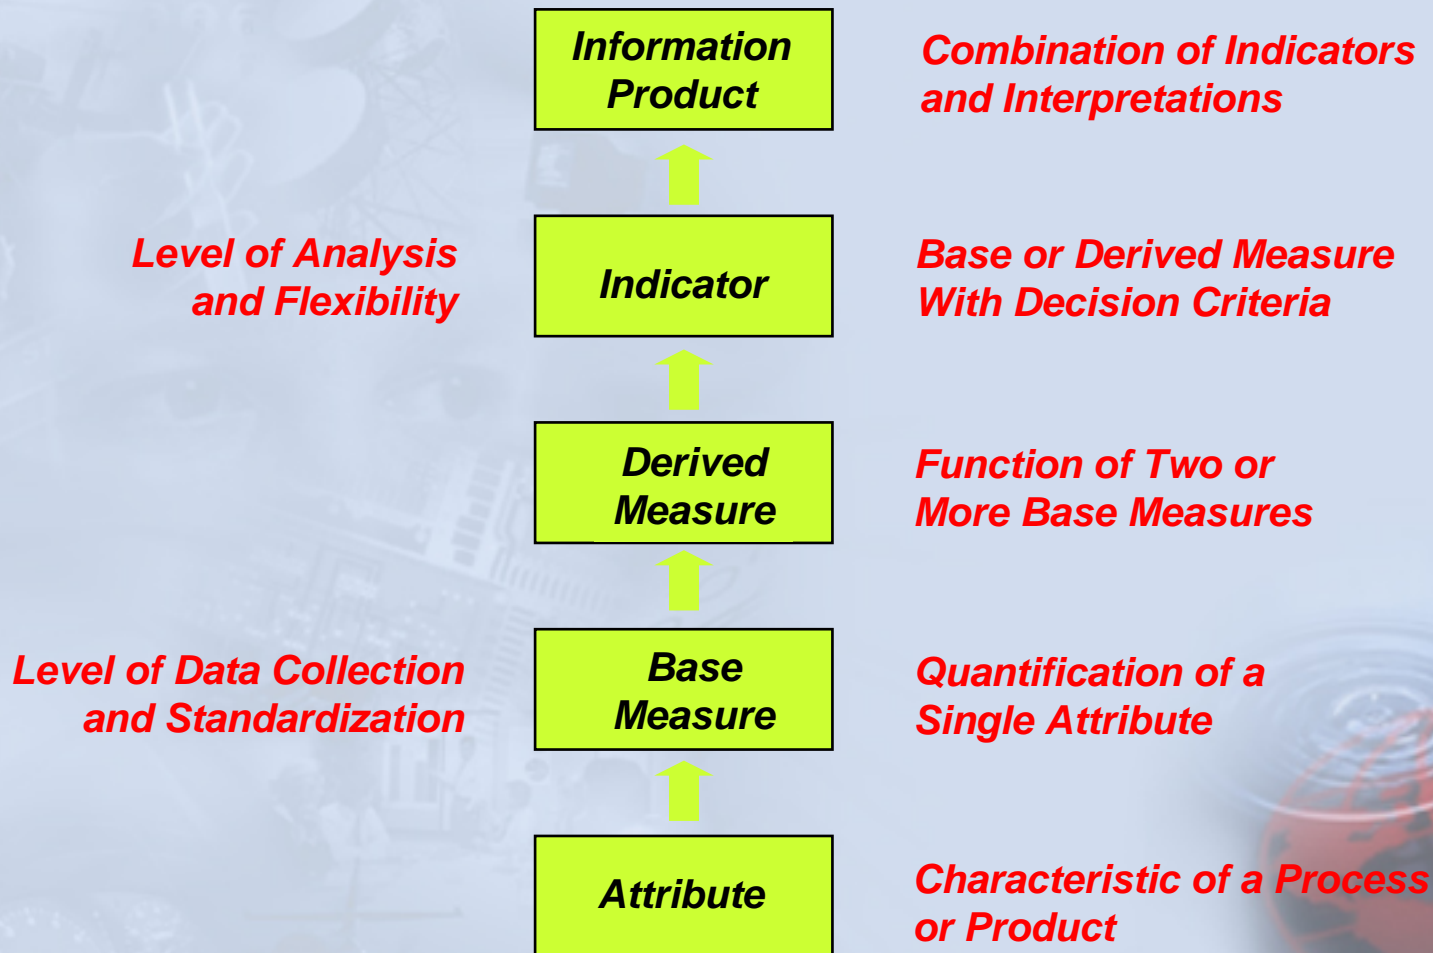 Information
Product
Combination of Indicators
and Interpretations
Level of Analysis
and Flexibility
Indicator
Base or Derived Measure
With Decision Criteria
Derived
Measure
Function of Two or
More Base Measures
Level of Data Collection
and Standardization
Base
Measure
Quantification of a
Single Attribute
Attribute
Characteristic of a Process
or Product